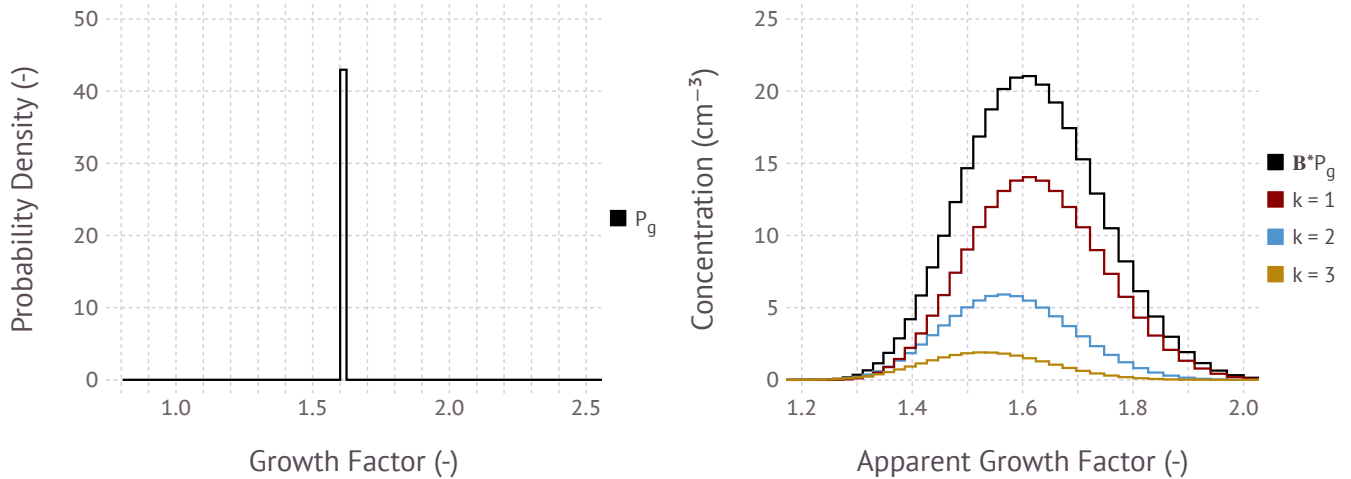 Probability Density (-)
50
40
30
20
10
0
1.0 1.5 2.0 2.5
Growth Factor (-)
P_g
Concentration (cm⁻³)
25
20
15
10
5
0
1.2 1.4 1.6 1.8 2.0
Apparent Growth Factor (-)
B*P_g
k = 1
k = 2
k = 3